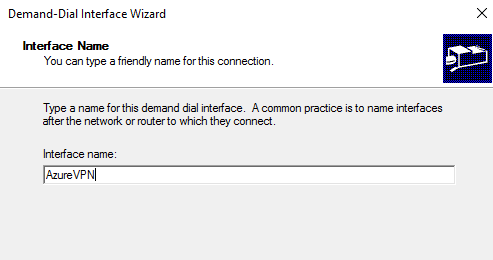 Demand-Dial Interface Wizard
Interface Name
You can type a friendly name for this connection.
Type a name for this demand dial interface.  A common practice is to name interfaces
after the network or router to which they connect.
Interface name:
AzureVPN